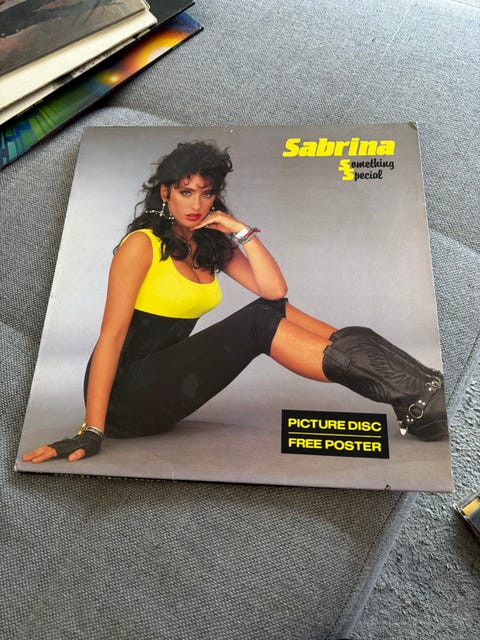 Sabrina
Something
Special
PICTURE DISC
FREE POSTER